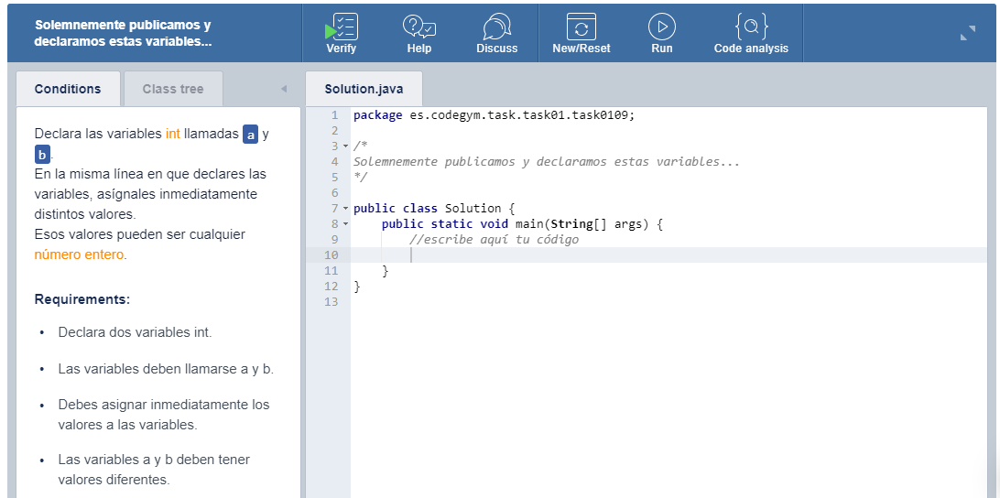 Solemnemente publicamos y
declaramos estas variables...
Verify
Help
Discuss
New/Reset
Run
Code analysis
Conditions
Class tree
Declara las variables int llamadas a y
b.
En la misma línea en que declares las
variables, asígnales inmediatamente
distintos valores.
Esos valores pueden ser cualquier
número entero.
Requirements:
• Declara dos variables int.
• Las variables deben llamarse a y b.
• Debes asignar inmediatamente los
valores a las variables.
• Las variables a y b deben tener
valores diferentes.
Solution.java
1 package es.codegym.task.task01.task0109;
2
3 /*
4 Solemnemente publicamos y declaramos estas variables...
5 */
6
7 public class Solution {
8 public static void main(String[] args) {
9 //escribe aquí tu código
10
11 }
12 }
13